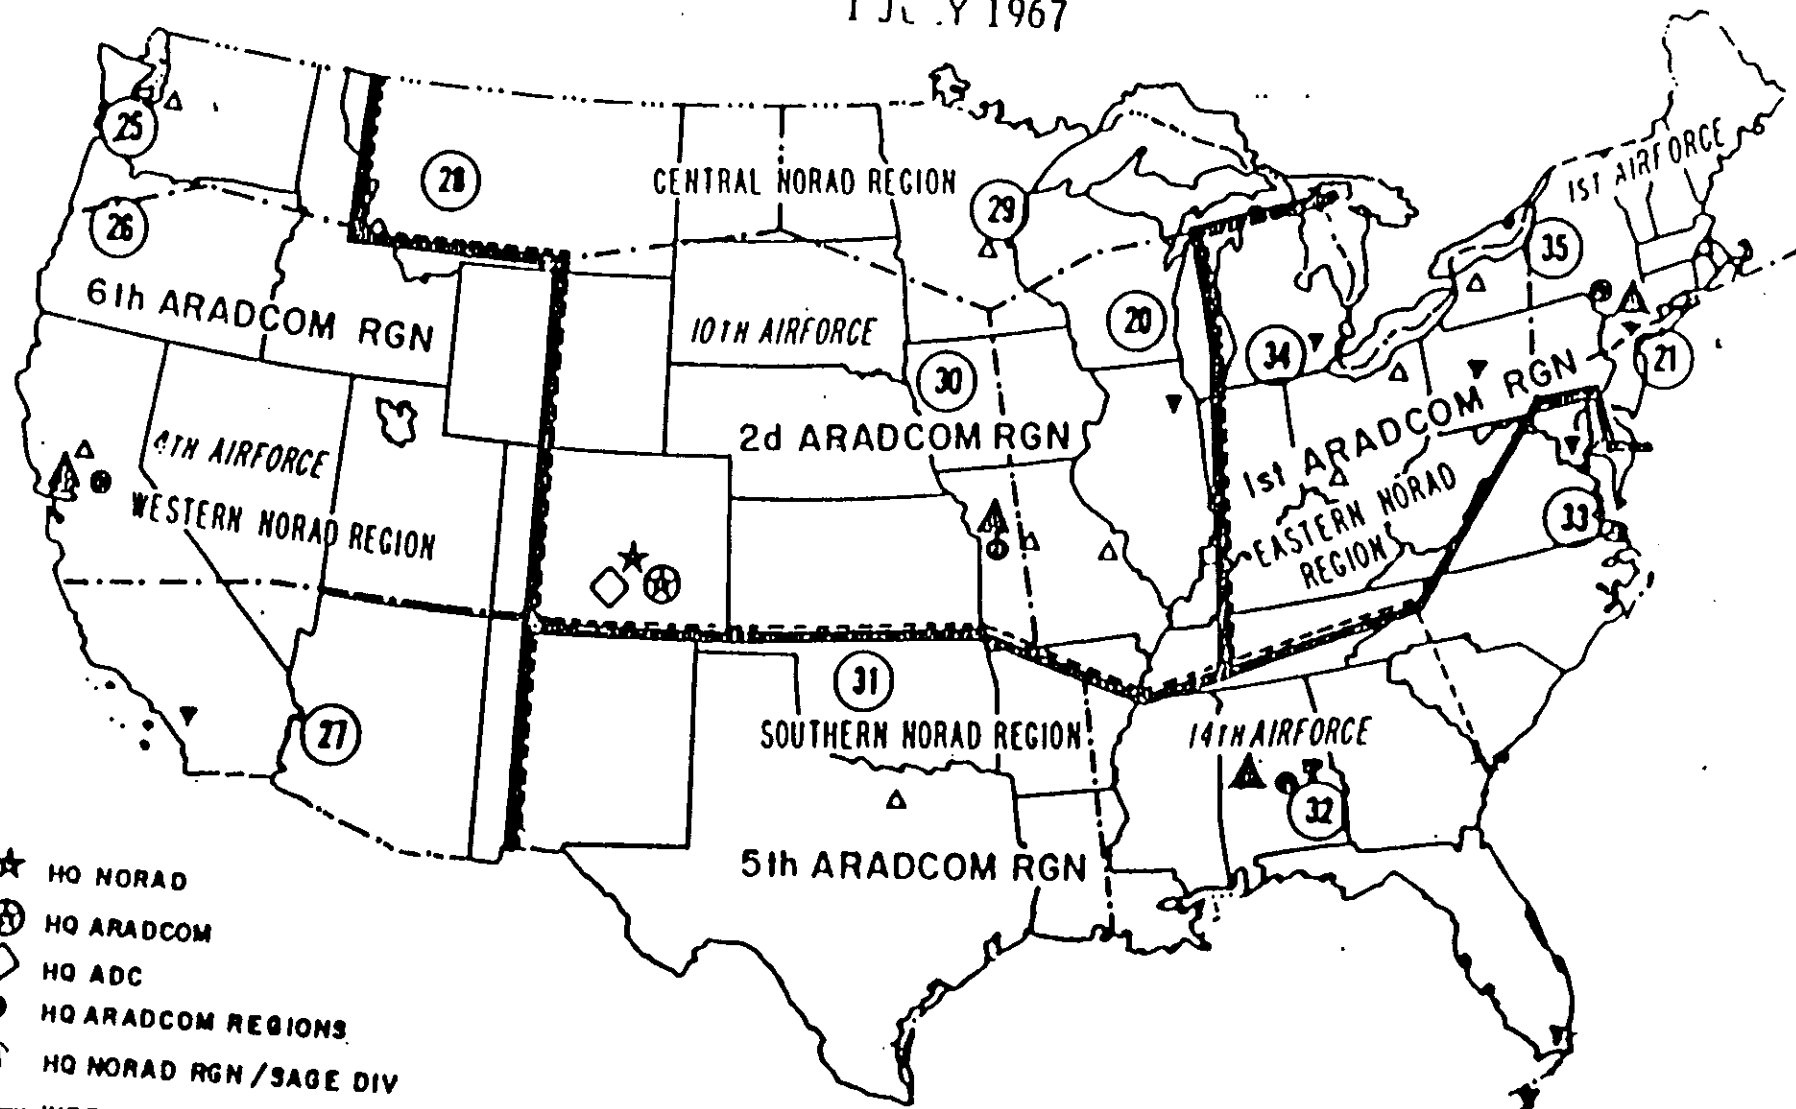 1 JULY 1967
25
28
CENTRAL NORAD REGION
29
1ST AIRFORCE
26
35
6th ARADCOM RGN
10TH AIRFORCE
20
34
21
30
2d ARADCOM RGN
1st ARADCOM RGN
4TH AIRFORCE
WESTERN NORAD REGION
EASTERN NORAD
REGION
33
31
27
SOUTHERN NORAD REGION
14TH AIRFORCE
32
5th ARADCOM RGN
HQ NORAD
HQ ARADCOM
HQ ADC
HQ ARADCOM REGIONS
HQ NORAD RGN / SAGE DIV